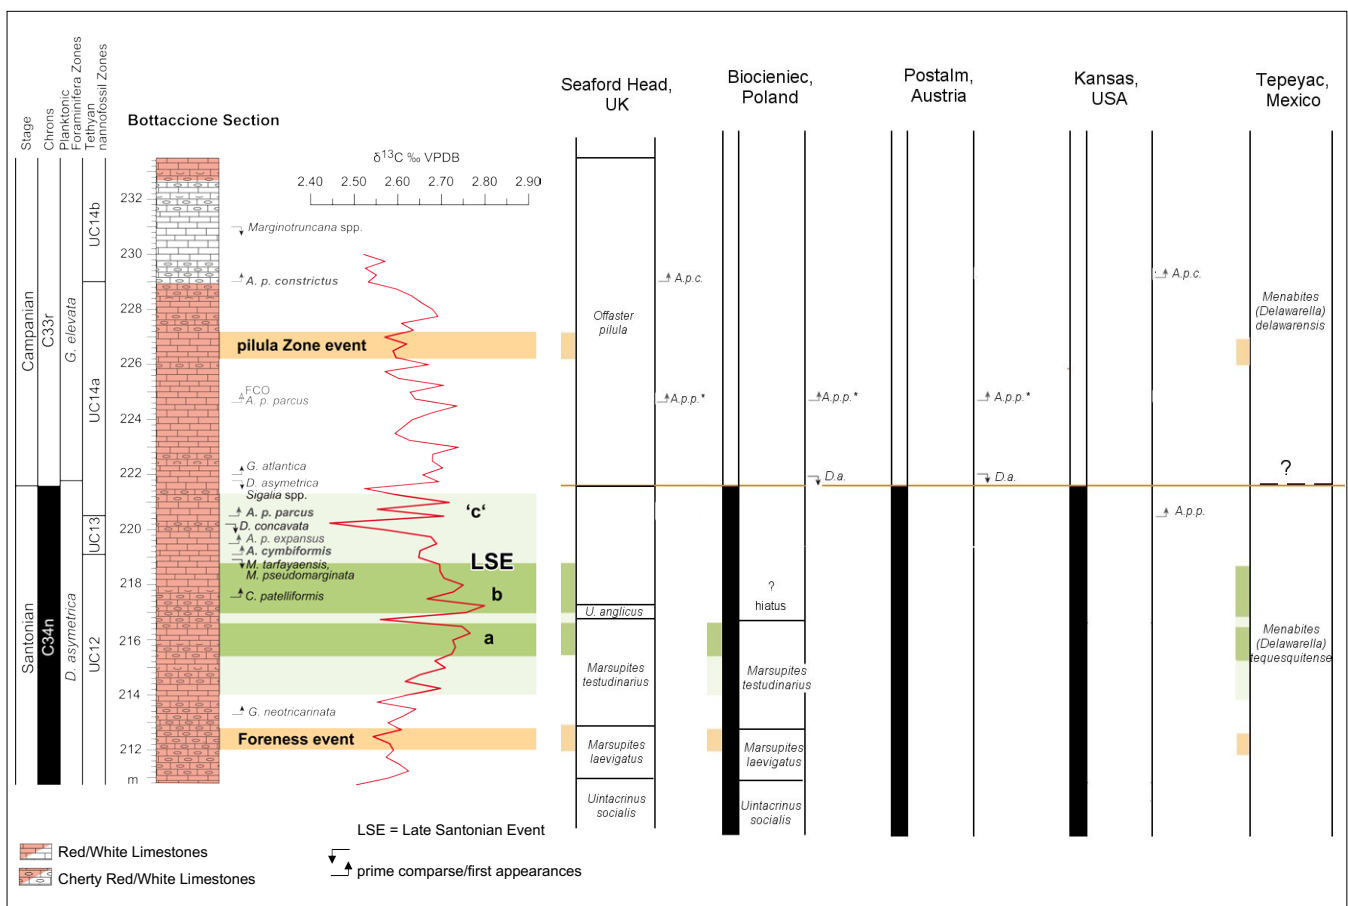 Stage
Chrons
Planktonic
Foraminifera Zones
Tethyan
nannofossil Zones
Bottaccione Section
δ13C ‰ VPDB
2.40 2.50 2.60 2.70 2.80 2.90
Seaford Head,
UK
Biocieniec,
Poland
Postalm,
Austria
Kansas,
USA
Tepeyac,
Mexico
Campanian
Santonian
C33r
C34n
G. elevata
D. asymetrica
UC14b
UC14a
UC13
UC12
232
230
228
226
224
222
220
218
216
214
212
m
Marginotruncana spp.
A. p. constrictus
pilula Zone event
FCO
A. p. parcus
G. atlantica
D. asymetrica
Sigalia spp.
A. p. parcus
D. concavata
A. p. expansus
A. cymbiformis
M. tarfayaensis,
M. pseudomarginata
C. patelliformis
G. neotricarinata
Foreness event
'c'
LSE
b
a
Offaster
pilula
U. anglicus
Marsupites
testudinarius
Marsupites
laevigatus
Uintacrinus
socialis
A.p.c.
A.p.p.*
?
hiatus
Marsupites
testudinarius
Marsupites
laevigatus
Uintacrinus
socialis
A.p.p.*
D.a.
A.p.p.*
D.a.
A.p.c.
A.p.p.
Menabites
(Delawarella)
delawarensis
?
Menabites
(Delawarella)
tequesquitense
LSE = Late Santonian Event
prime comparse/first appearances
Red/White Limestones
Cherty Red/White Limestones